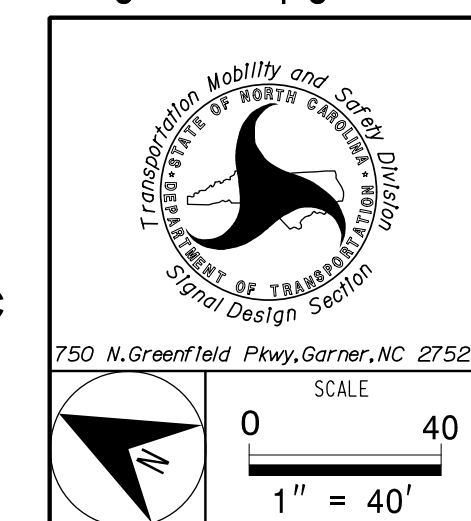 Transportation Mobility and Safety Division
STATE OF NORTH CAROLINA
DEPARTMENT OF TRANSPORTATION
Signal Design Section
750 N.Greenfield Pkwy,Garner,NC 2752
SCALE
0 40
N
1" = 40'